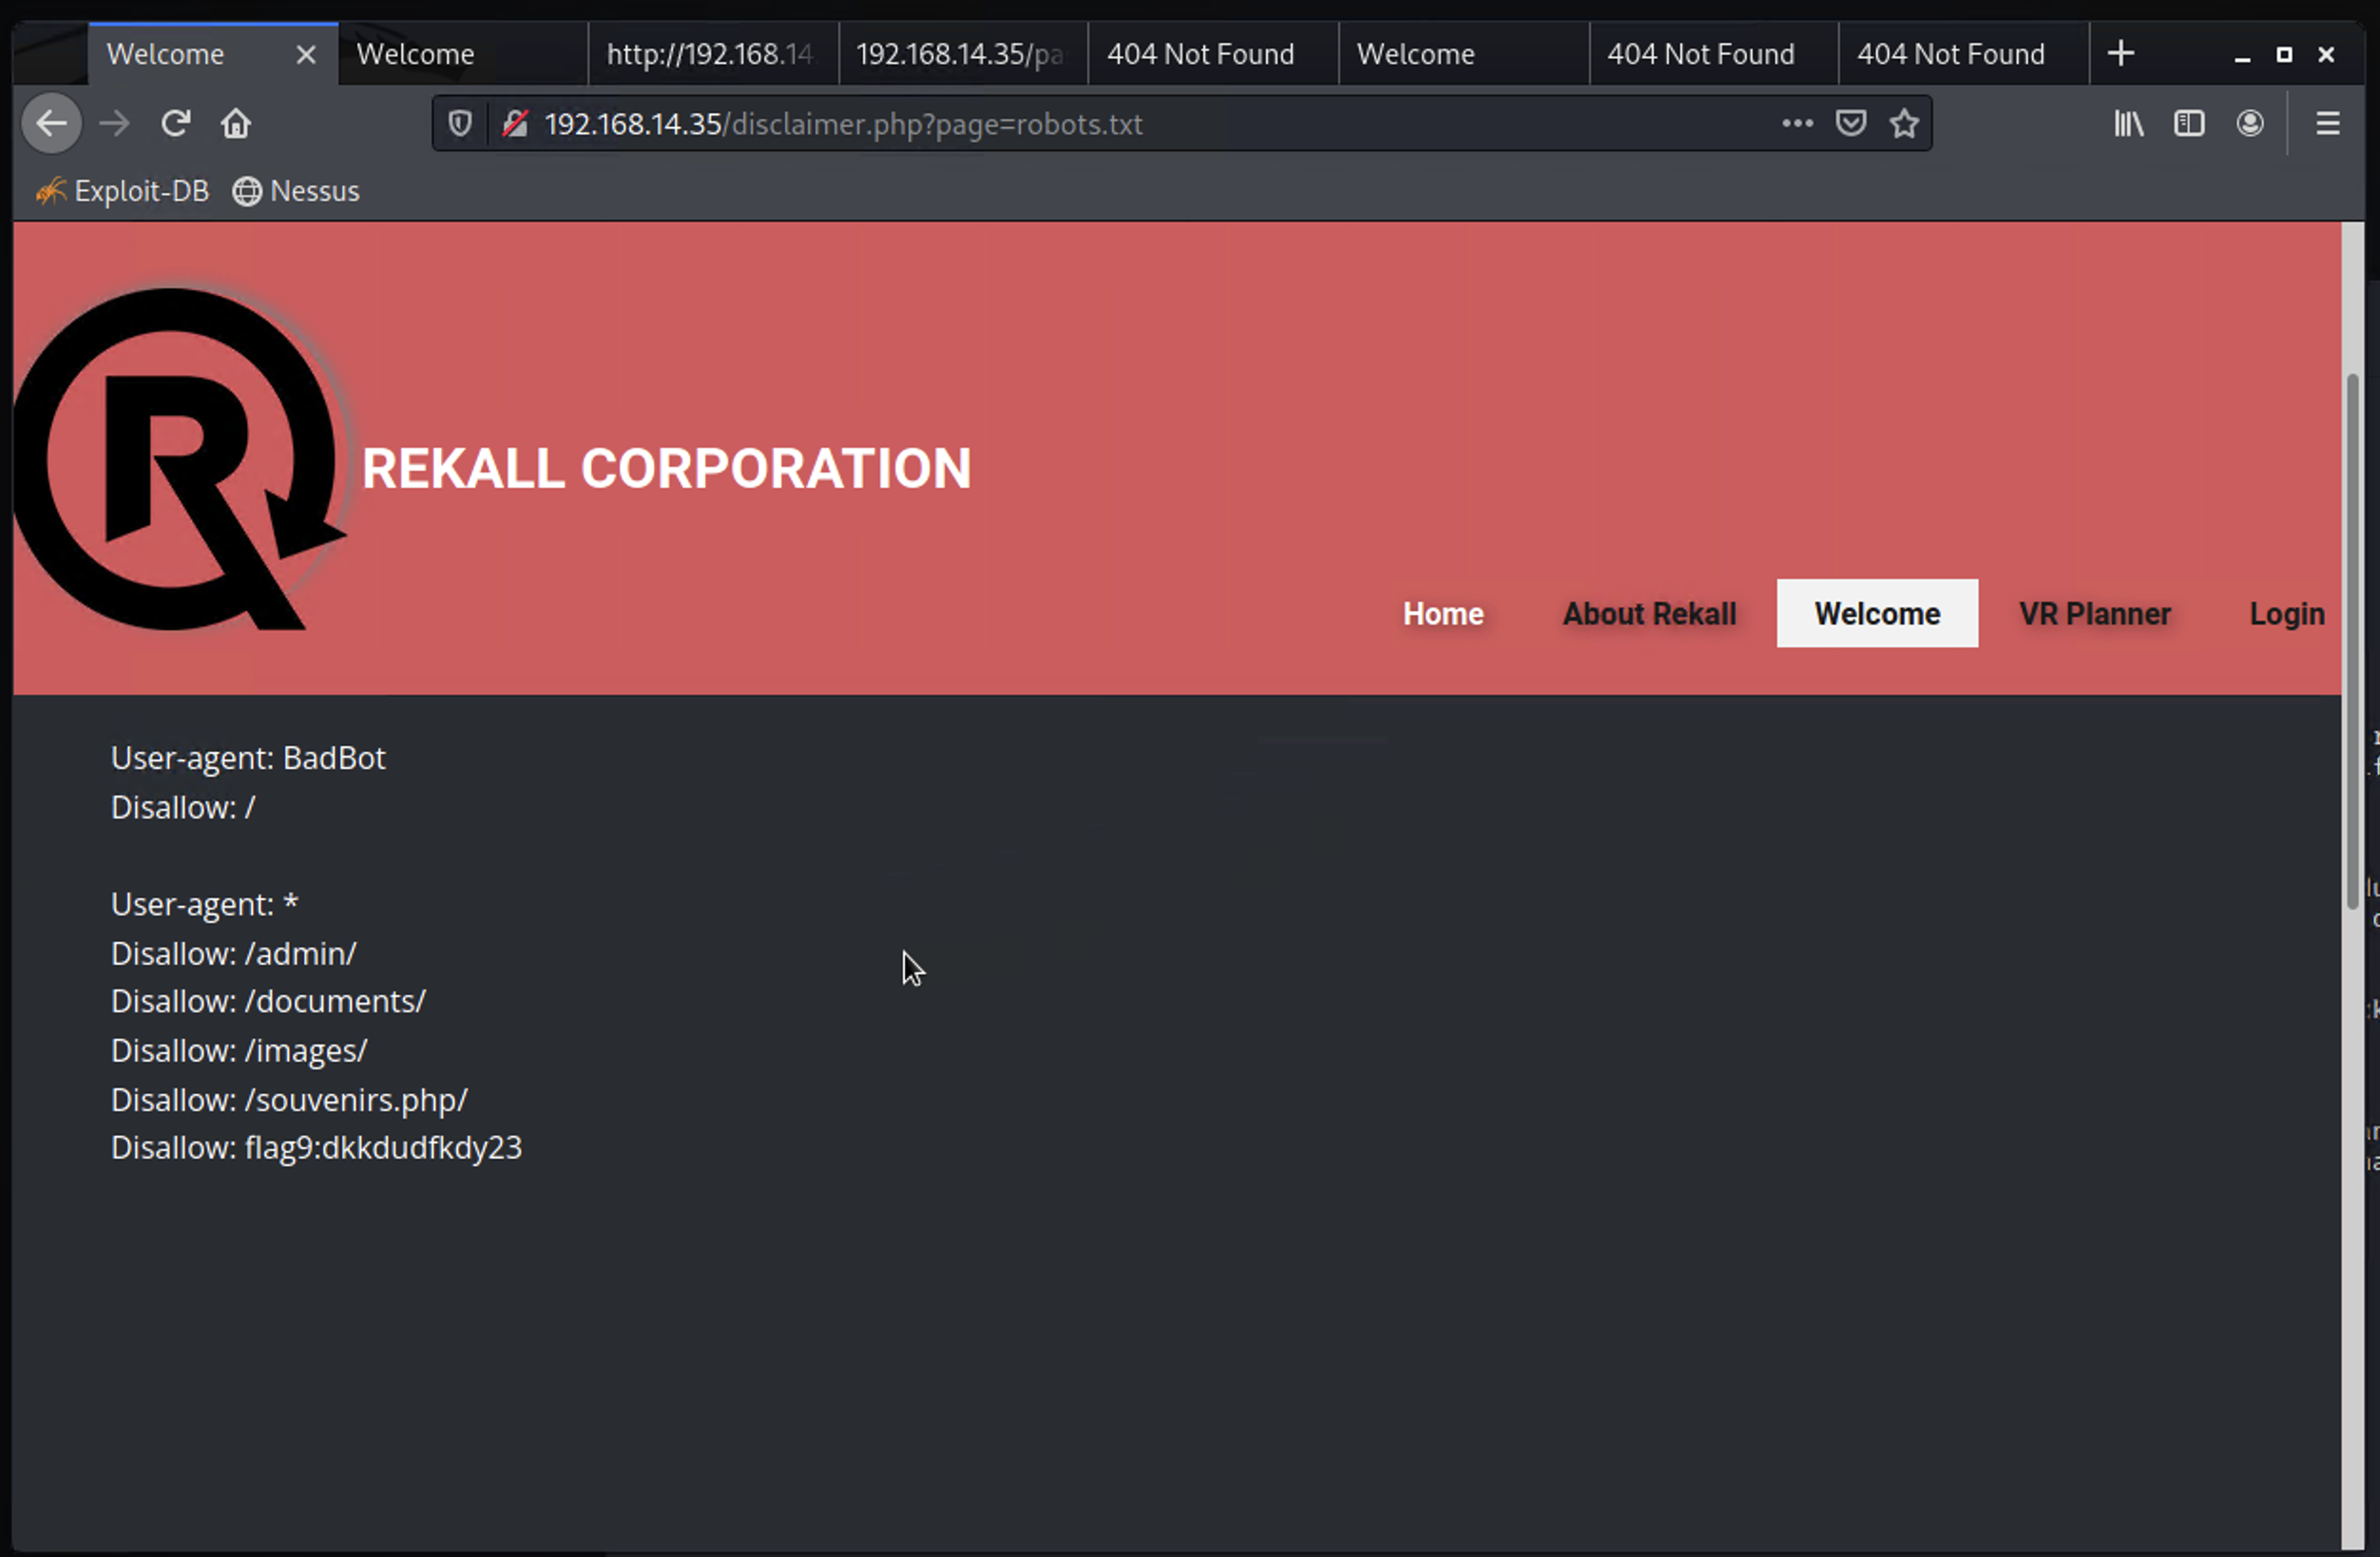 Welcome Welcome http://192.168.14 192.168.14.35/pa 404 Not Found Welcome 404 Not Found 404 Not Found
192.168.14.35/disclaimer.php?page=robots.txt
Exploit-DB Nessus
R
REKALL CORPORATION
Home About Rekall Welcome VR Planner Login
User-agent: BadBot
Disallow: /
User-agent: *
Disallow: /admin/
Disallow: /documents/
Disallow: /images/
Disallow: /souvenirs.php/
Disallow: flag9:dkkdudfkdy23